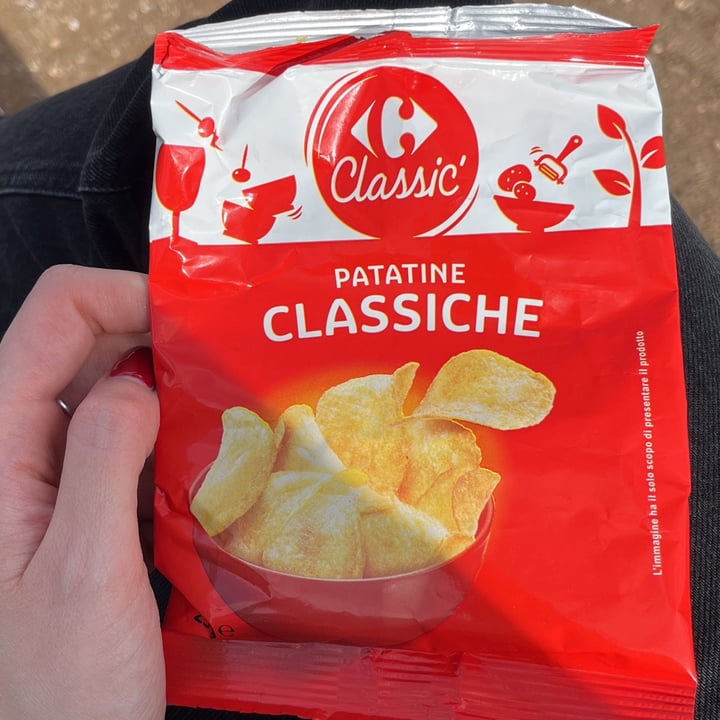 C
Classic'
PATATINE
CLASSICHE
L'immagine ha il solo scopo di presentare il prodotto
e